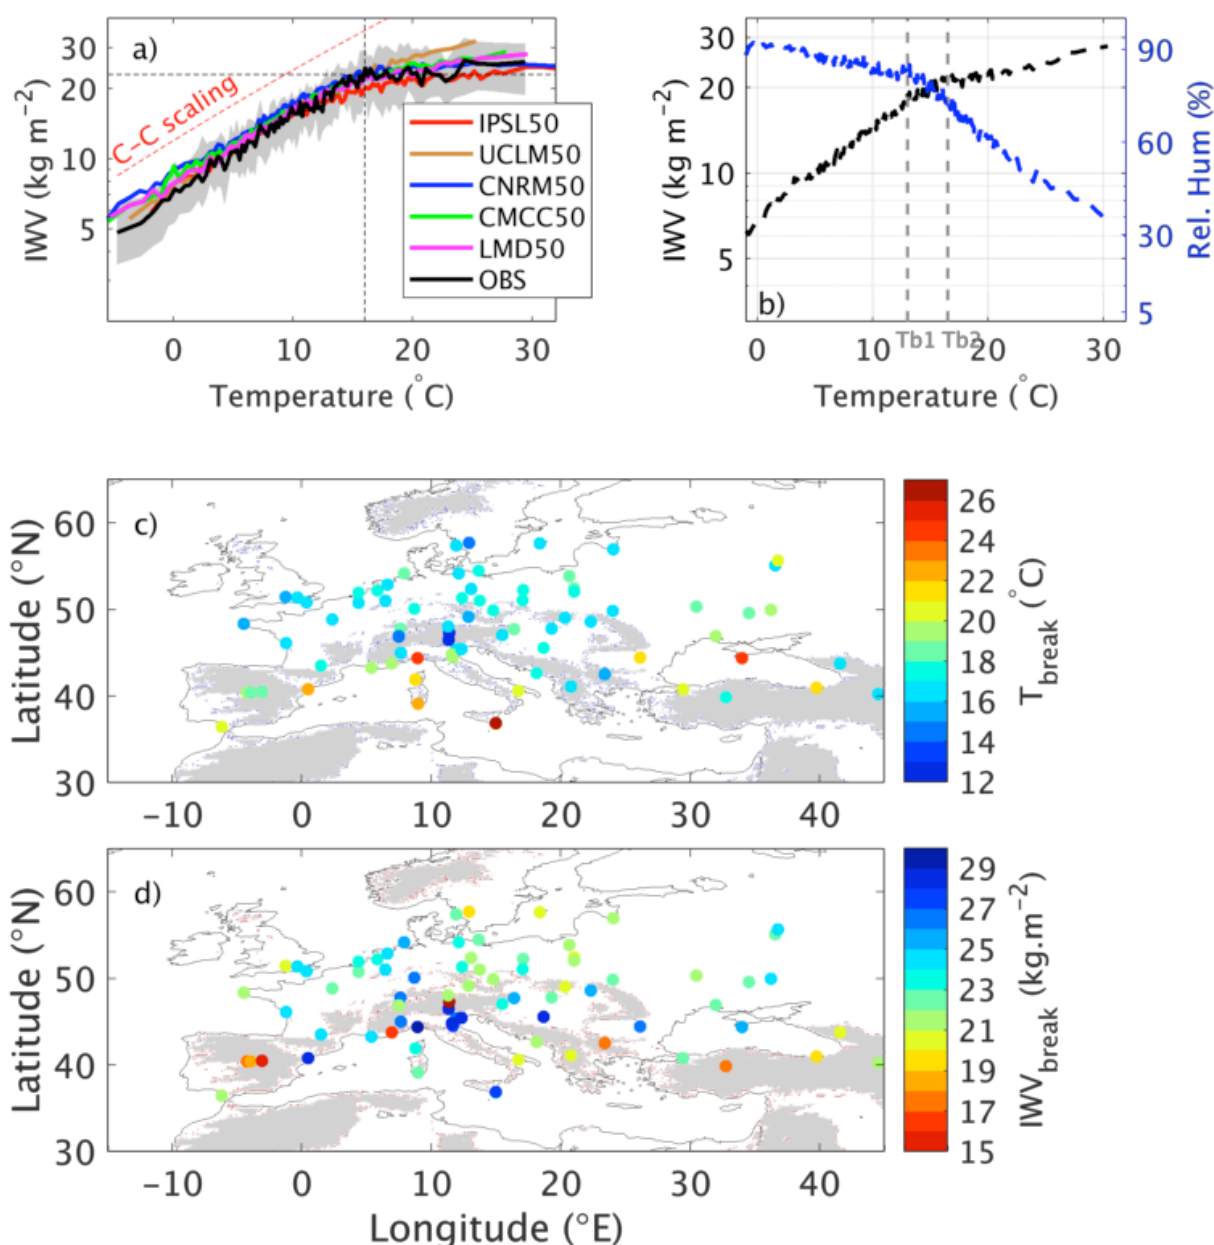 a)
C–C scaling
IWV (kg m−2)
30
20
10
5
IPSL50
UCLM50
CNRM50
CMCC50
LMD50
OBS
0 10 20 30
Temperature (°C)
b)
IWV (kg m−2)
30
20
10
5
90
60
30
5
Rel. Hum (%)
0 10 20 30
Tb1 Tb2
Temperature (°C)
c)
Latitude (°N)
60
50
40
30
−10 0 10 20 30 40
26
24
22
20
18
16
14
12
Tbreak (°C)
d)
Latitude (°N)
60
50
40
30
−10 0 10 20 30 40
Longitude (°E)
29
27
25
23
21
19
17
15
IWVbreak (kg.m−2)